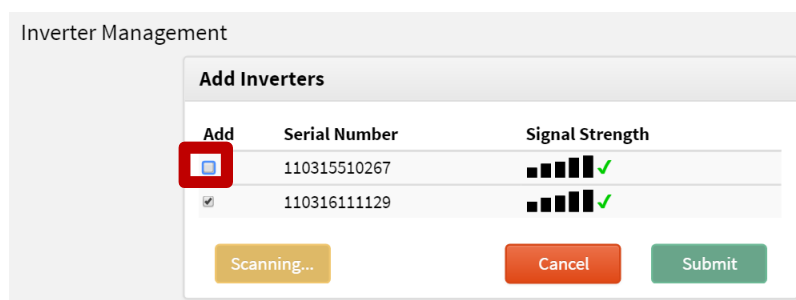 Inverter Management
Add Inverters
Add Serial Number Signal Strength
110315510267
110316111129
Scanning... Cancel Submit